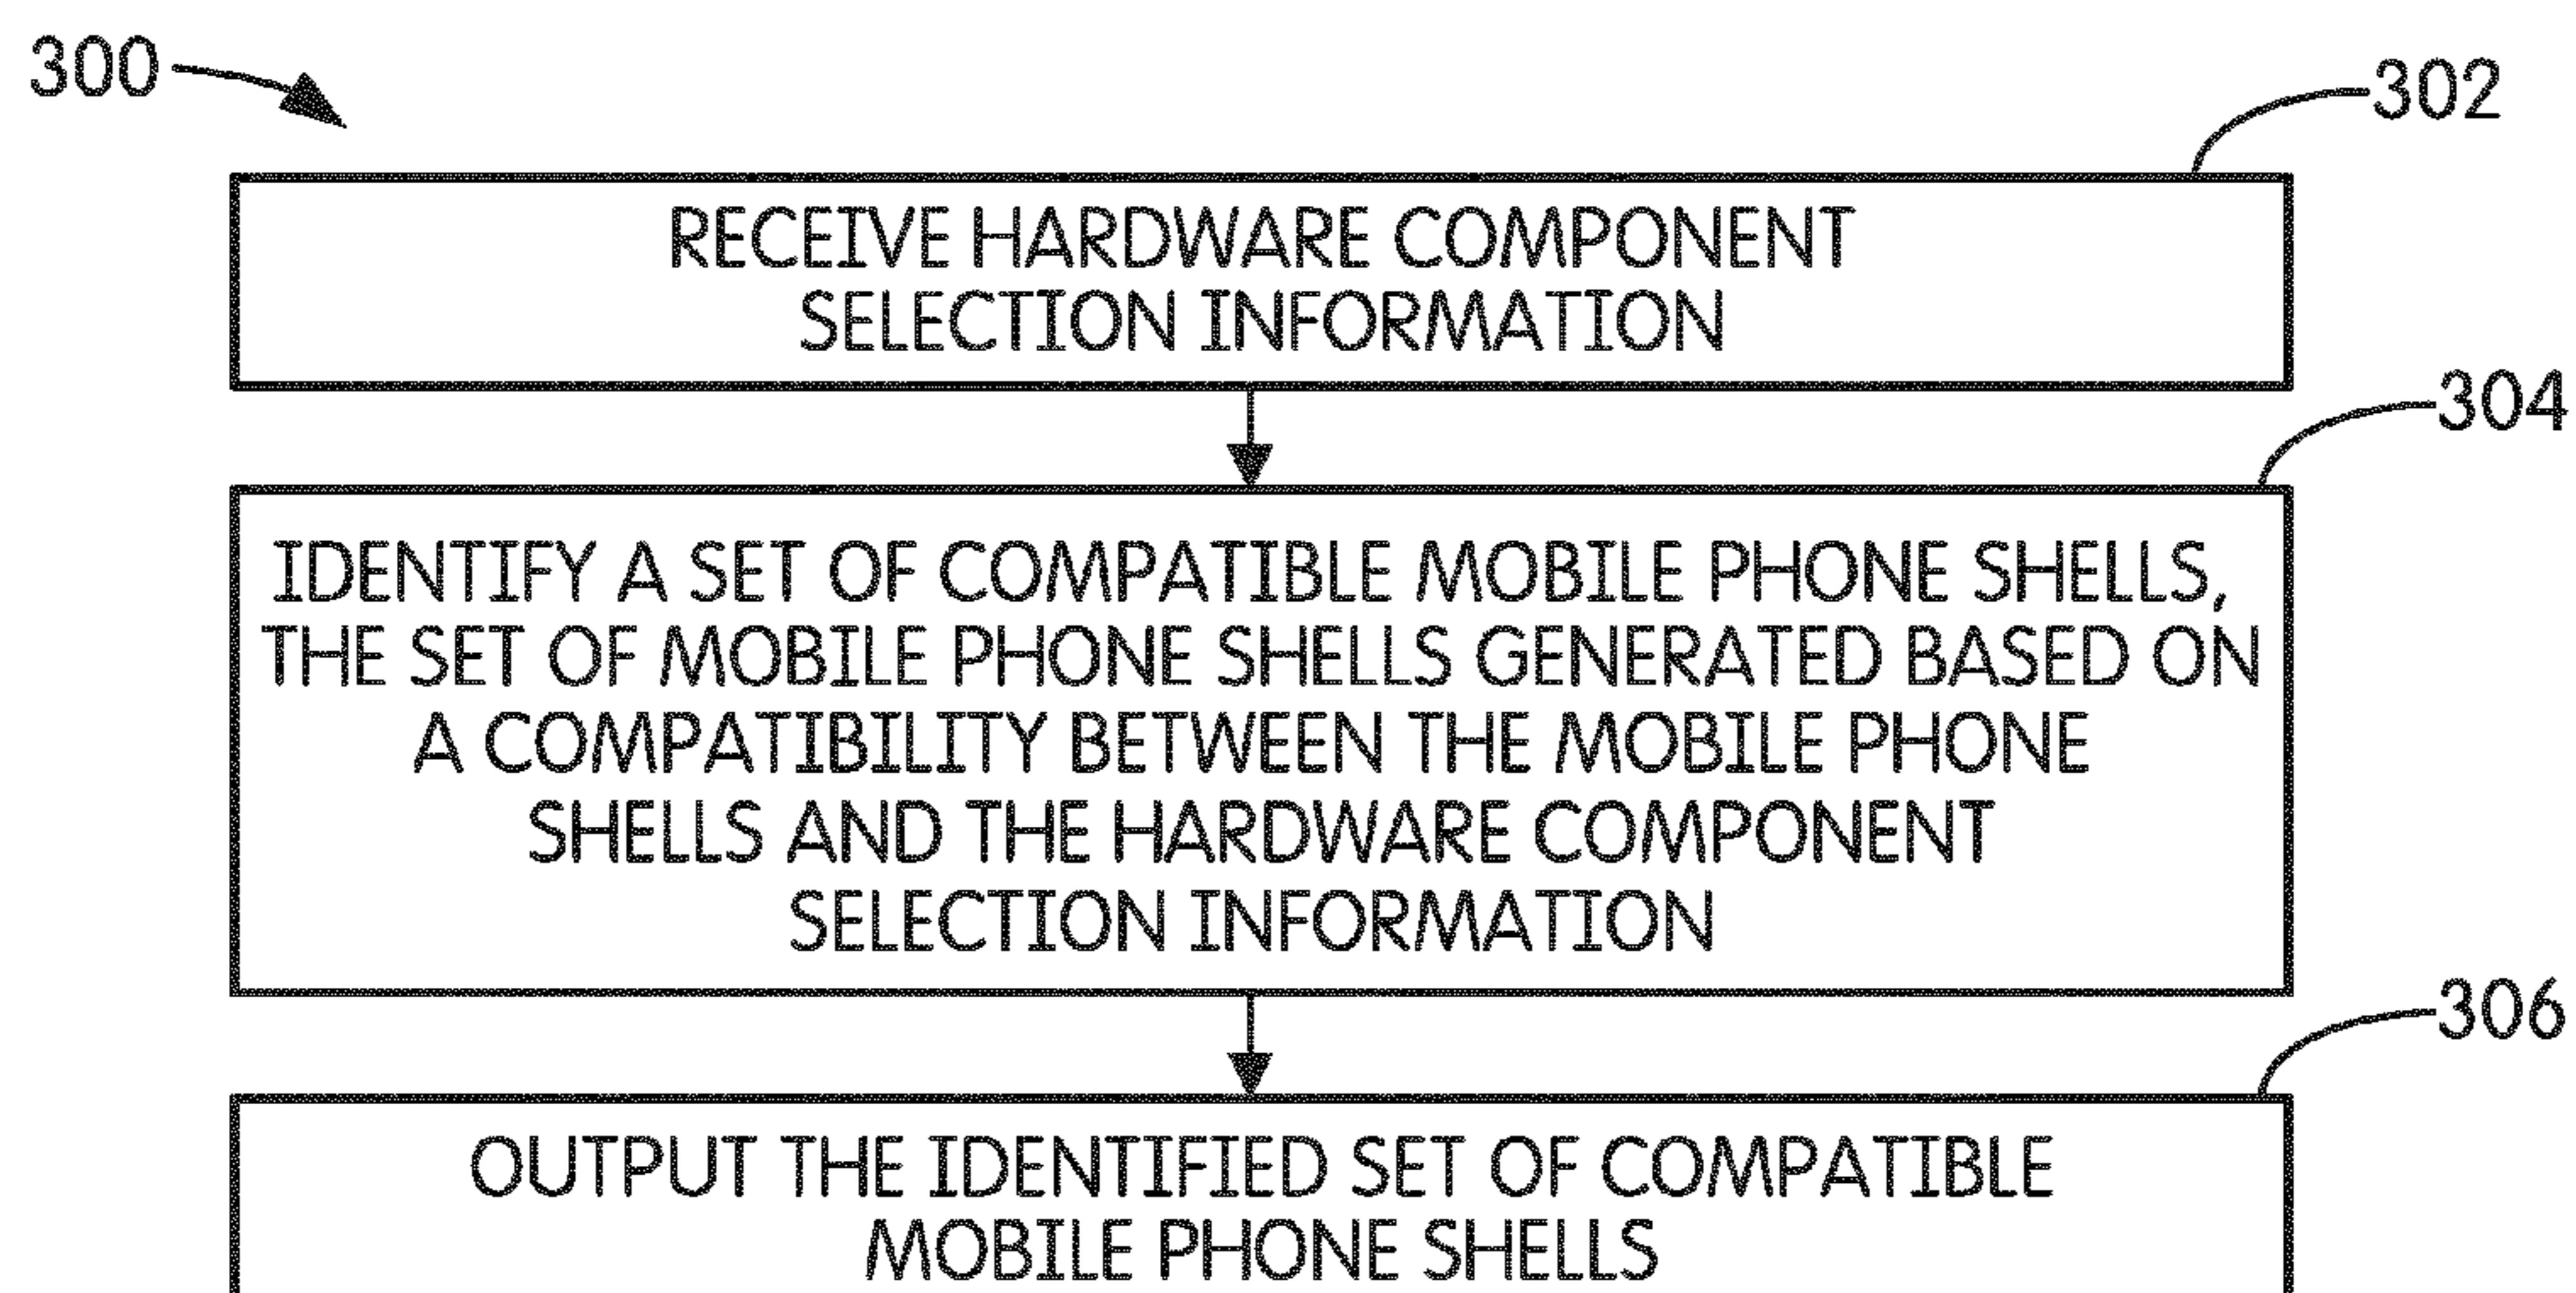 300
302
RECEIVE HARDWARE COMPONENT
SELECTION INFORMATION
304
IDENTIFY A SET OF COMPATIBLE MOBILE PHONE SHELLS,
THE SET OF MOBILE PHONE SHELLS GENERATED BASED ON
A COMPATIBILITY BETWEEN THE MOBILE PHONE
SHELLS AND THE HARDWARE COMPONENT
SELECTION INFORMATION
306
OUTPUT THE IDENTIFIED SET OF COMPATIBLE
MOBILE PHONE SHELLS